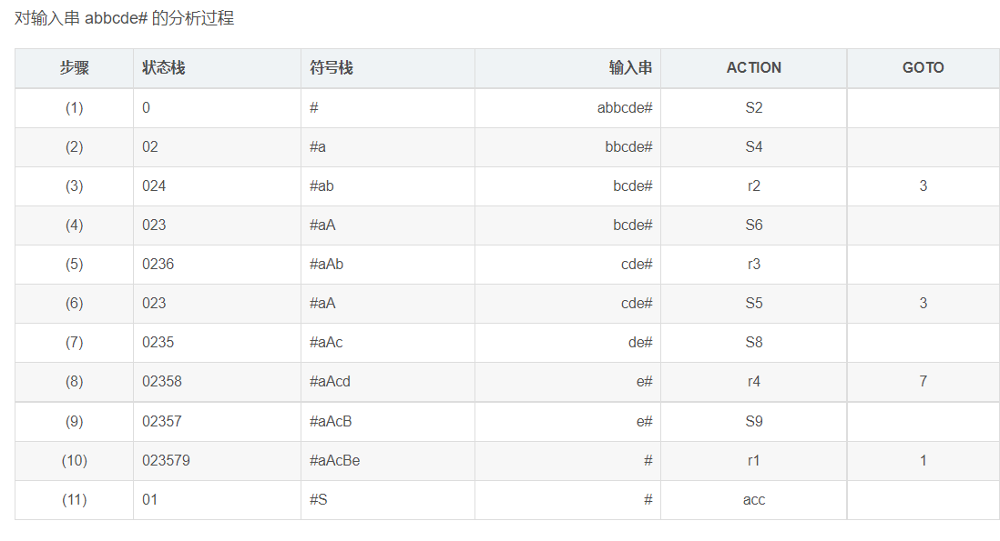 对输入串 abbcde# 的分析过程
步骤 状态栈 符号栈 输入串 ACTION GOTO
(1) 0 # abbcde# S2
(2) 02 #a bbcde# S4
(3) 024 #ab bcde# r2 3
(4) 023 #aA bcde# S6
(5) 0236 #aAb cde# r3
(6) 023 #aA cde# S5 3
(7) 0235 #aAc de# S8
(8) 02358 #aAcd e# r4 7
(9) 02357 #aAcB e# S9
(10) 023579 #aAcBe # r1 1
(11) 01 #S # acc